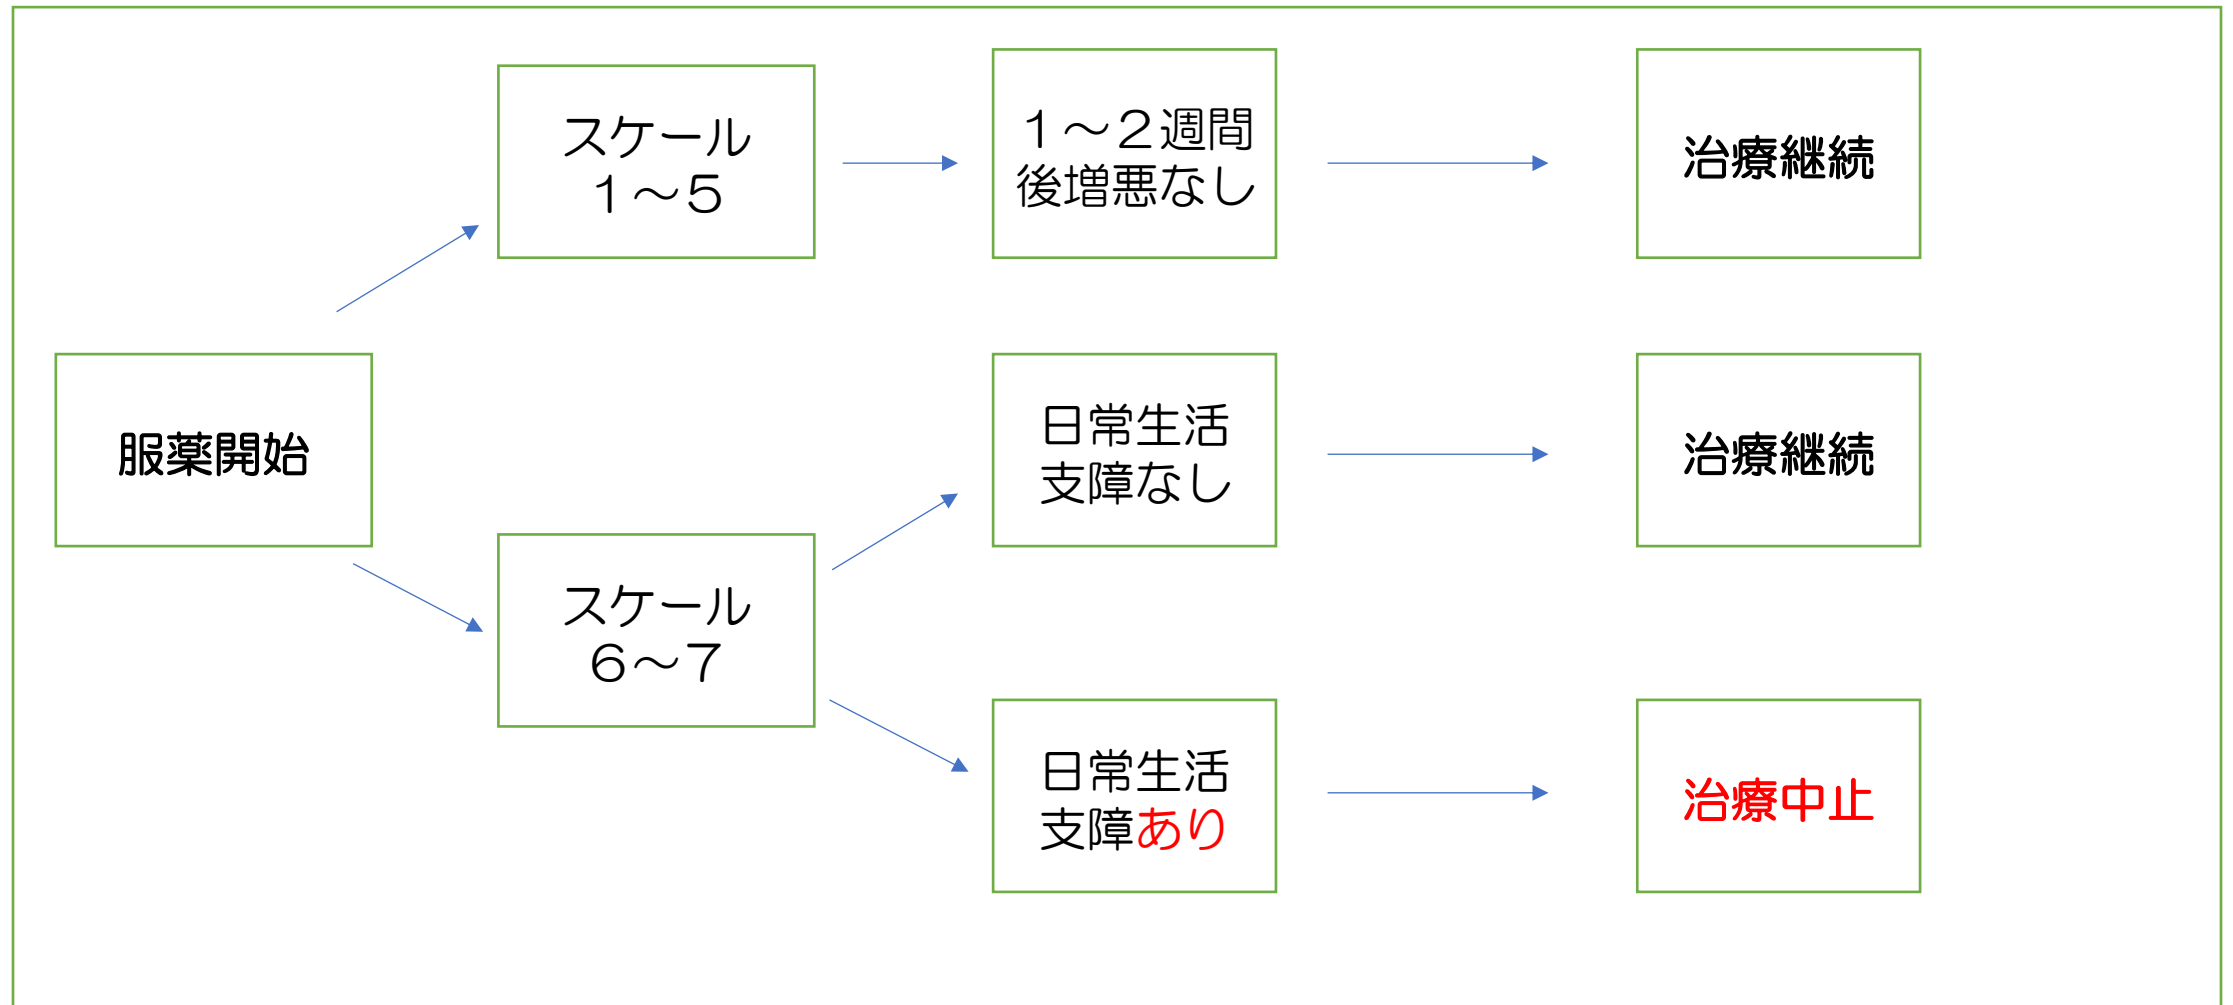 スケール
１～５
１～２週間
後増悪なし
治療継続
服薬開始
日常生活
支障なし
治療継続
スケール
６～７
日常生活
支障あり
治療中止